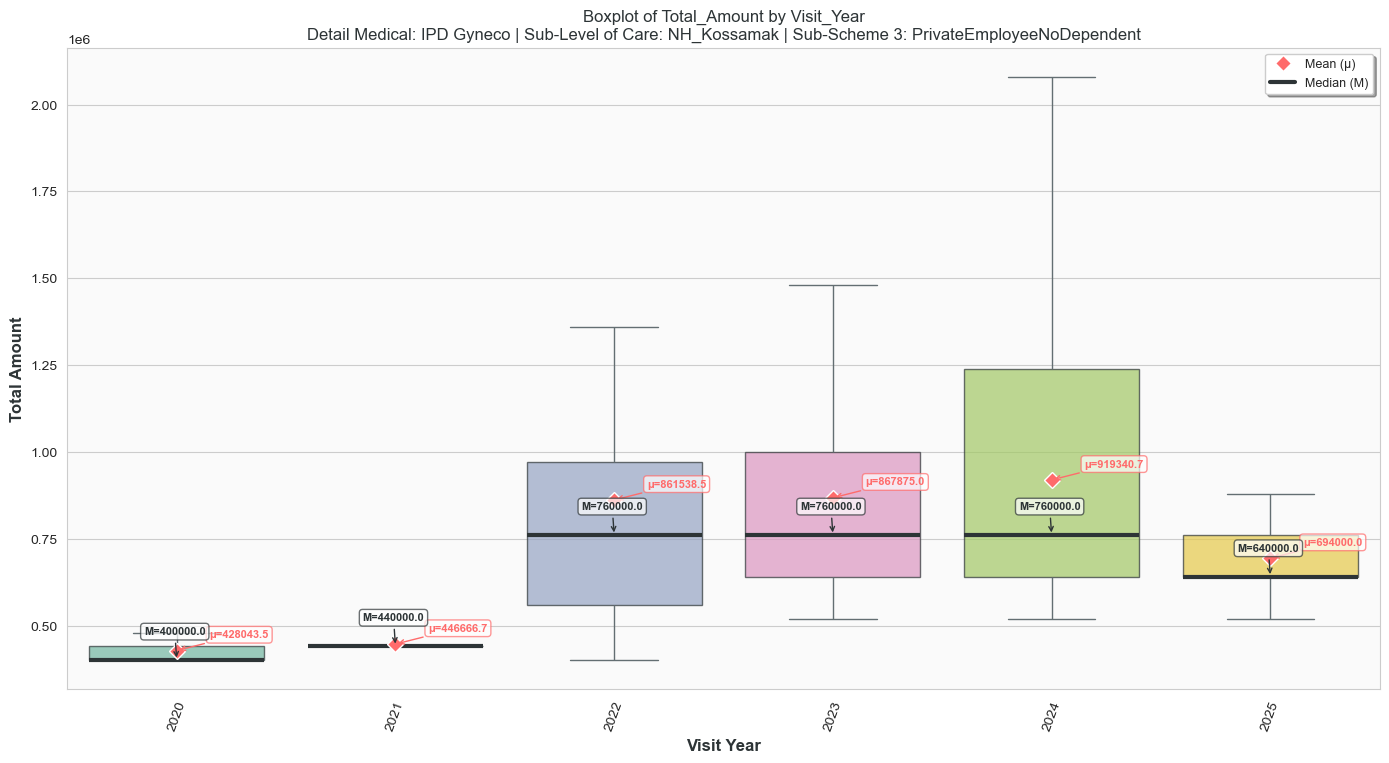 Boxplot of Total_Amount by Visit_Year
Detail Medical: IPD Gyneco | Sub-Level of Care: NH_Kossamak | Sub-Scheme 3: PrivateEmployeeNoDependent
1e6
Mean (μ)
Median (M)
2.00
1.75
1.50
1.25
1.00
0.75
0.50
Total Amount
M=400000.0
μ=428043.5
M=440000.0
μ=446666.7
M=760000.0
μ=861538.5
M=760000.0
μ=867875.0
M=760000.0
μ=919340.7
M=640000.0
μ=694000.0
2020
2021
2022
2023
2024
2025
Visit Year